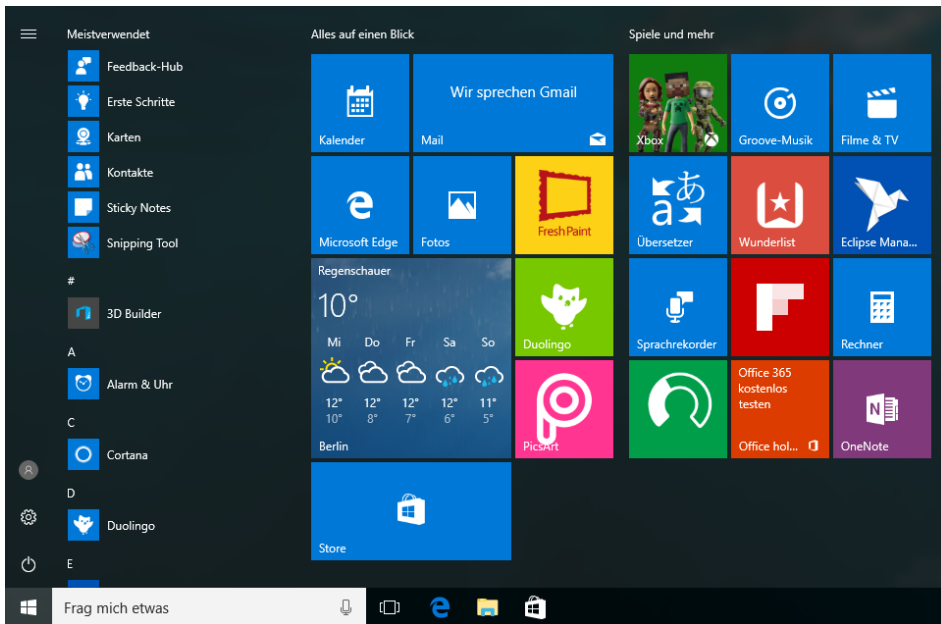 Meistverwendet
Feedback-Hub
Erste Schritte
Karten
Kontakte
Sticky Notes
Snipping Tool
#
3D Builder
A
Alarm & Uhr
C
Cortana
D
Duolingo
E
Alles auf einen Blick
Kalender
Wir sprechen Gmail
Mail
Microsoft Edge
Fotos
Fresh Paint
Regenschauer
10°
Mi Do Fr Sa So
12° 12° 12° 12° 11°
10° 8° 7° 6° 5°
Berlin
Duolingo
PicsArt
Store
Spiele und mehr
Xbox
Groove-Musik
Filme & TV
あ
a
Übersetzer
Wunderlist
Eclipse Mana...
Sprachrekorder
Rechner
Office 365
kostenlos
testen
Office hol...
N
OneNote
Frag mich etwas